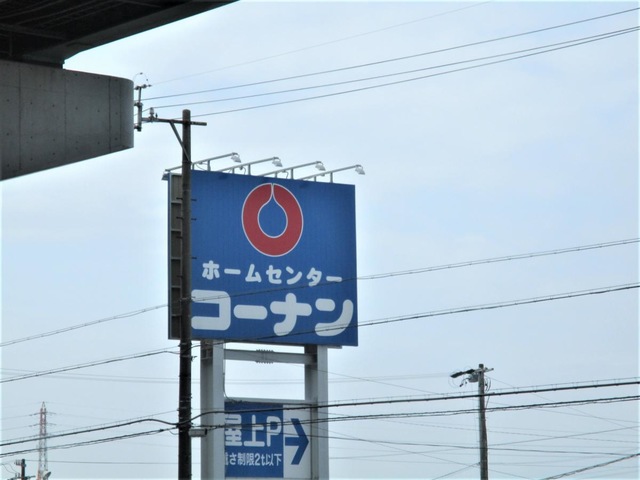 ホームセンター
コーナン
屋上P
さ制限2t以下